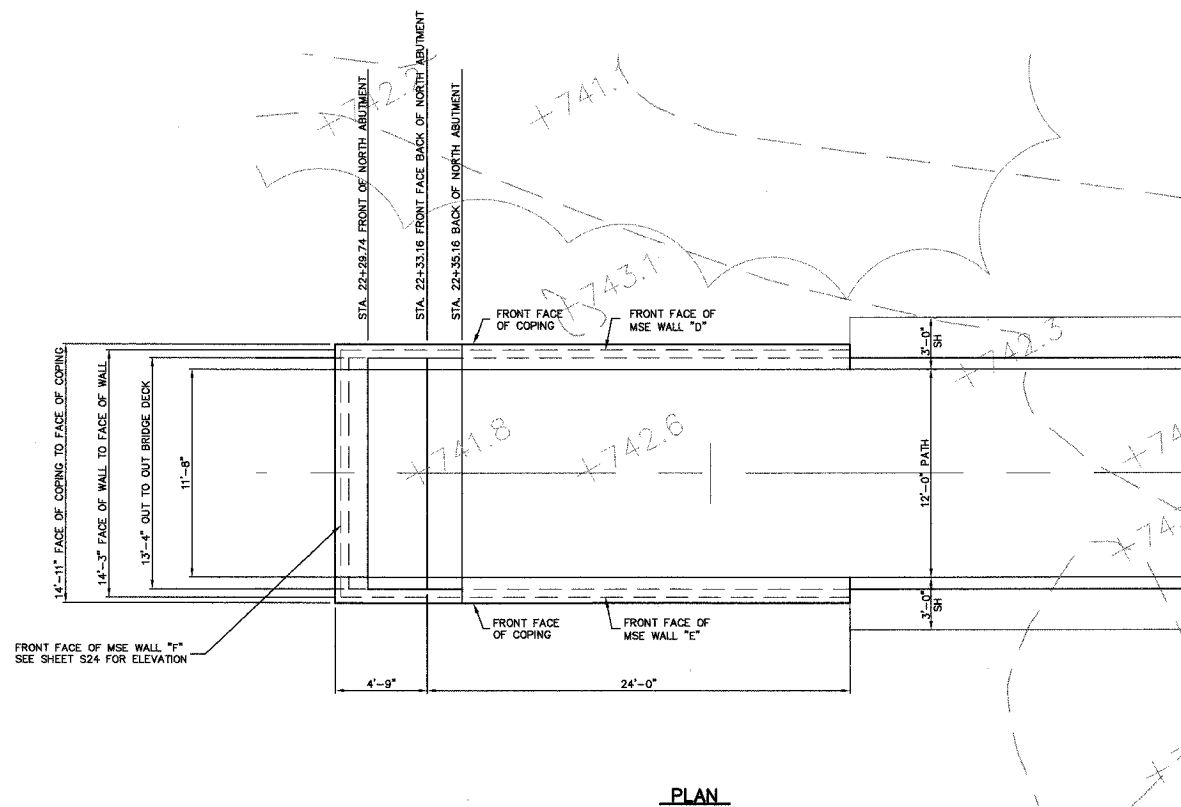 STA. 22+29.74 FRONT OF NORTH ABUTMENT
STA. 22+33.16 FRONT FACE BACK OF NORTH ABUTMENT
STA. 22+35.16 BACK OF NORTH ABUTMENT
+742.2
+741.1
+743.1
FRONT FACE
OF COPING
FRONT FACE OF
MSE WALL "D"
3'-0"
SH
+742.3
14'-11" FACE OF COPING TO FACE OF COPING
14'-3" FACE OF WALL TO FACE OF WALL
13'-4" OUT TO OUT BRIDGE DECK
11'-8"
+741.8
+742.6
12'-0" PATH
3'-0"
SH
FRONT FACE OF MSE WALL "F"
SEE SHEET S24 FOR ELEVATION
FRONT FACE
OF COPING
FRONT FACE OF
MSE WALL "E"
4'-9"
24'-0"
PLAN